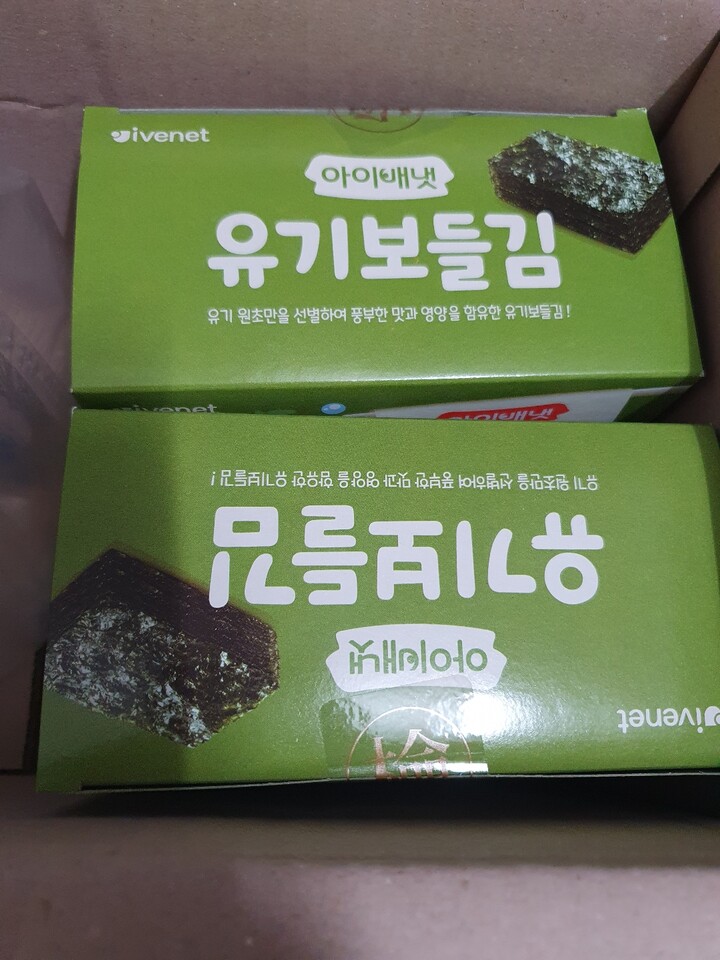 ivenet
아이배냇
유기보들김
유기 원초만을 선별하여 풍부한 맛과 영양을 함유한 유기보들김!
ivenet
아이배냇
유기 원초만을 선별하여 풍부한 맛과 영양을 함유한 유기보들김!
유기보들김
아이배냇
ivenet